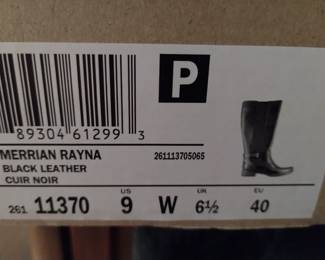 P
89304 61299 3
MERRIAN RAYNA 261113705065
BLACK LEATHER
CUIR NOIR
US UK EU
261 11370 9 W 6½ 40